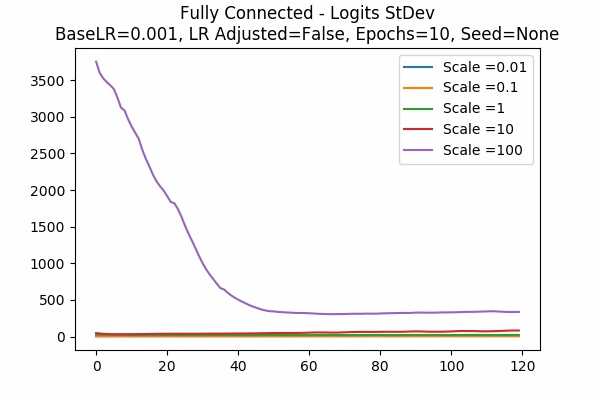 Fully Connected - Logits StDev
BaseLR=0.001, LR Adjusted=False, Epochs=10, Seed=None
Scale =0.01
Scale =0.1
Scale =1
Scale =10
Scale =100
3500
3000
2500
2000
1500
1000
500
0
0 20 40 60 80 100 120